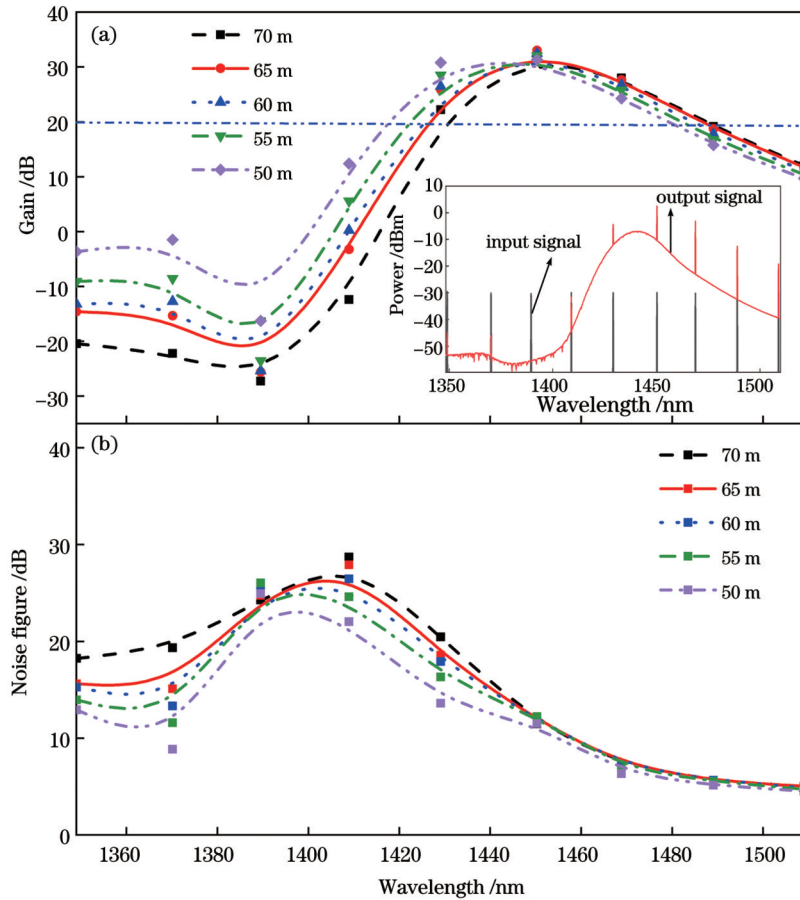 (a)
70 m
65 m
60 m
55 m
50 m
40
30
20
10
0
−10
−20
−30
Gain /dB
10
0
−10
−20
−30
−40
−50
Power /dBm
input signal
output signal
1350
1400
1450
1500
Wavelength /nm
(b)
70 m
65 m
60 m
55 m
50 m
40
30
20
10
0
Noise figure /dB
1360
1380
1400
1420
1440
1460
1480
1500
Wavelength /nm